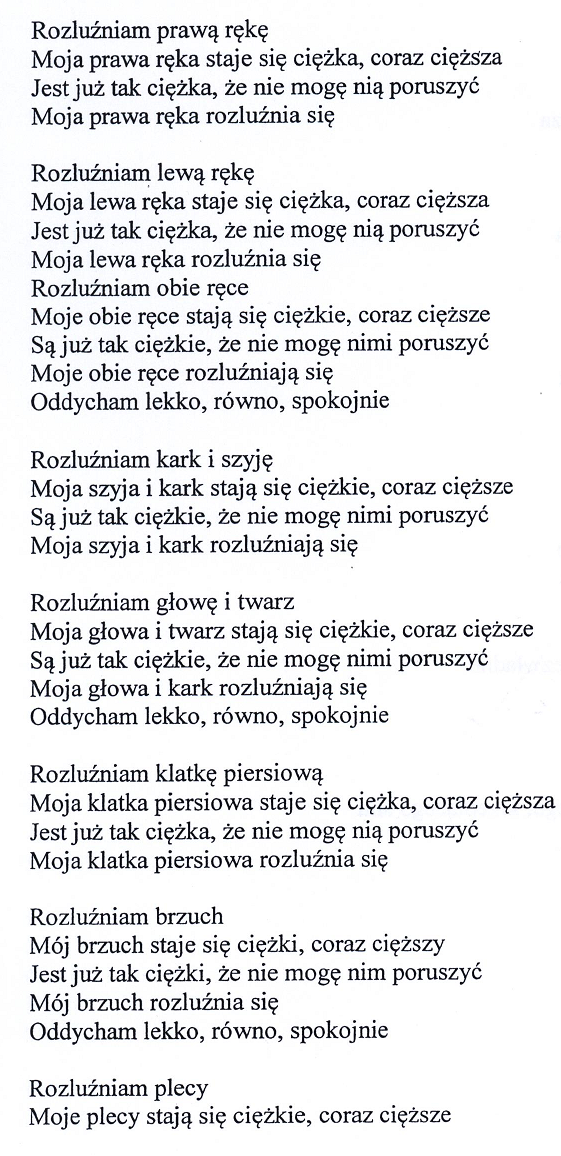 Rozluźniam prawą rękę
Moja prawa ręka staje się ciężka, coraz cięższa
Jest już tak ciężka, że nie mogę nią poruszyć
Moja prawa ręka rozluźnia się
Rozluźniam lewą rękę
Moja lewa ręka staje się ciężka, coraz cięższa
Jest już tak ciężka, że nie mogę nią poruszyć
Moja lewa ręka rozluźnia się
Rozluźniam obie ręce
Moje obie ręce stają się ciężkie, coraz cięższe
Są już tak ciężkie, że nie mogę nimi poruszyć
Moje obie ręce rozluźniają się
Oddycham lekko, równo, spokojnie
Rozluźniam kark i szyję
Moja szyja i kark stają się ciężkie, coraz cięższe
Są już tak ciężkie, że nie mogę nimi poruszyć
Moja szyja i kark rozluźniają się
Rozluźniam głowę i twarz
Moja głowa i twarz stają się ciężkie, coraz cięższe
Są już tak ciężkie, że nie mogę nimi poruszyć
Moja głowa i kark rozluźniają się
Oddycham lekko, równo, spokojnie
Rozluźniam klatkę piersiową
Moja klatka piersiowa staje się ciężka, coraz cięższa
Jest już tak ciężka, że nie mogę nią poruszyć
Moja klatka piersiowa rozluźnia się
Rozluźniam brzuch
Mój brzuch staje się ciężki, coraz cięższy
Jest już tak ciężki, że nie mogę nim poruszyć
Mój brzuch rozluźnia się
Oddycham lekko, równo, spokojnie
Rozluźniam plecy
Moje plecy stają się ciężkie, coraz cięższe